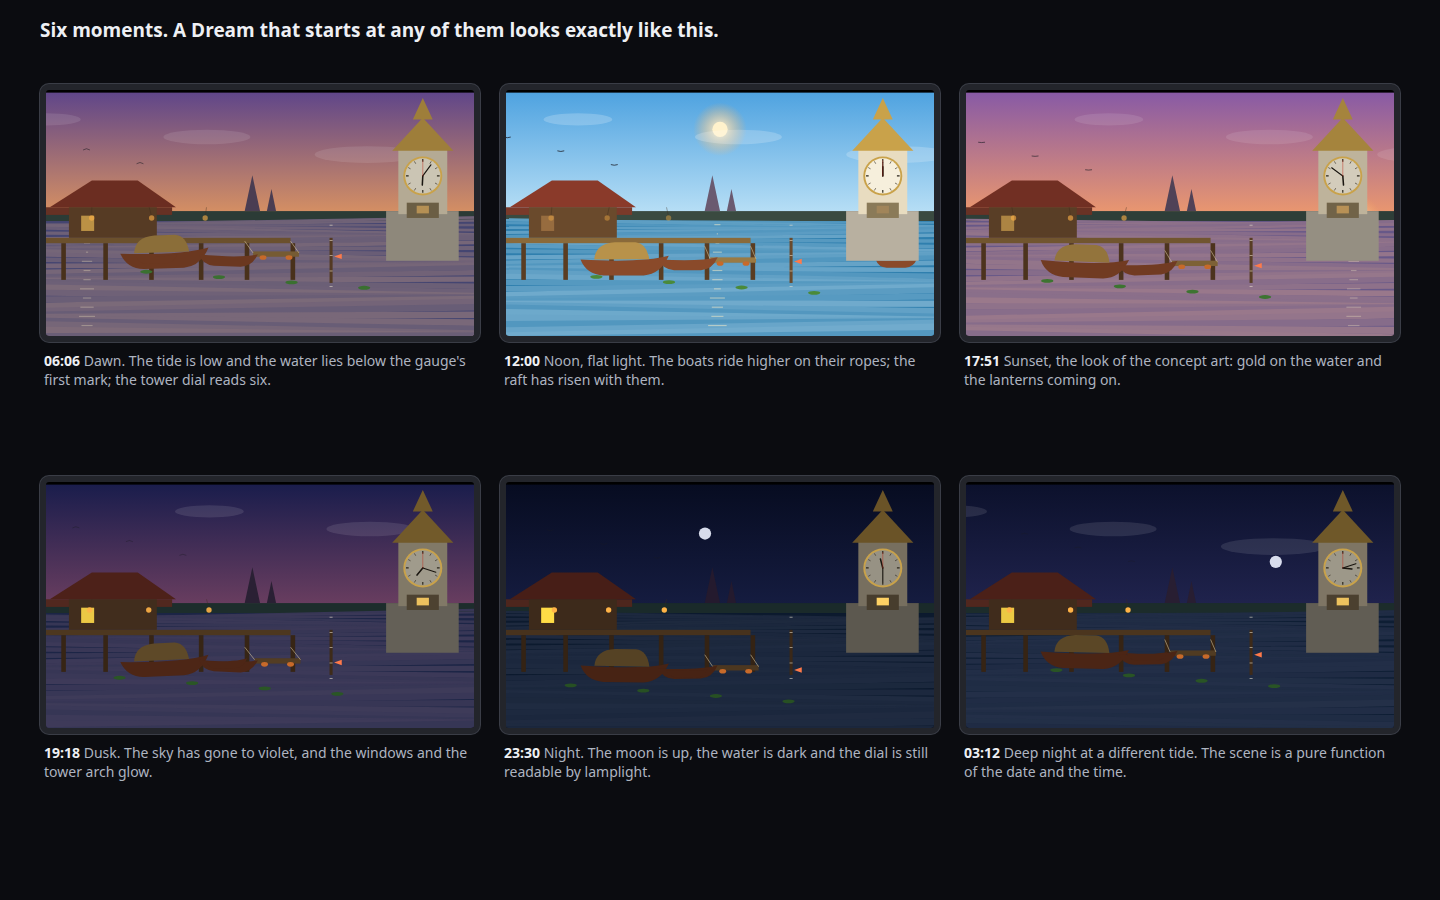 Six moments. A Dream that starts at any of them looks exactly like this.
06:06 Dawn. The tide is low and the water lies below the gauge's
first mark; the tower dial reads six.
12:00 Noon, flat light. The boats ride higher on their ropes; the
raft has risen with them.
17:51 Sunset, the look of the concept art: gold on the water and
the lanterns coming on.
19:18 Dusk. The sky has gone to violet, and the windows and the
tower arch glow.
23:30 Night. The moon is up, the water is dark and the dial is still
readable by lamplight.
03:12 Deep night at a different tide. The scene is a pure function
of the date and the time.